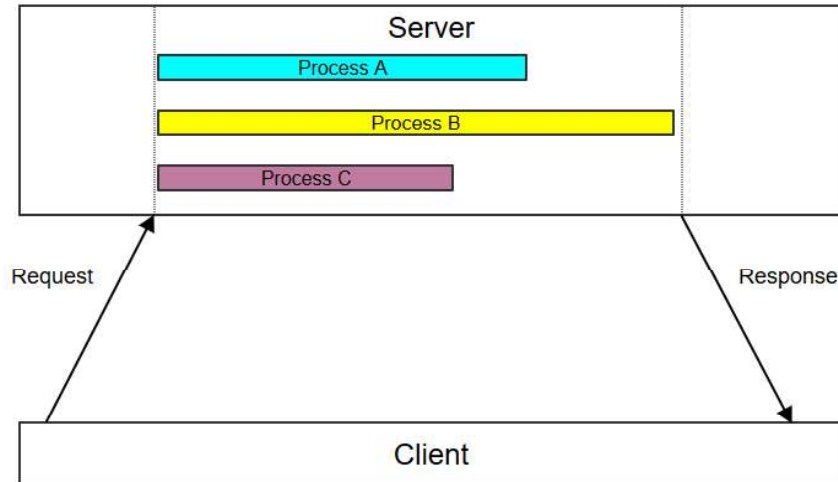 Server
Process A
Process B
Process C
Request
Response
Client